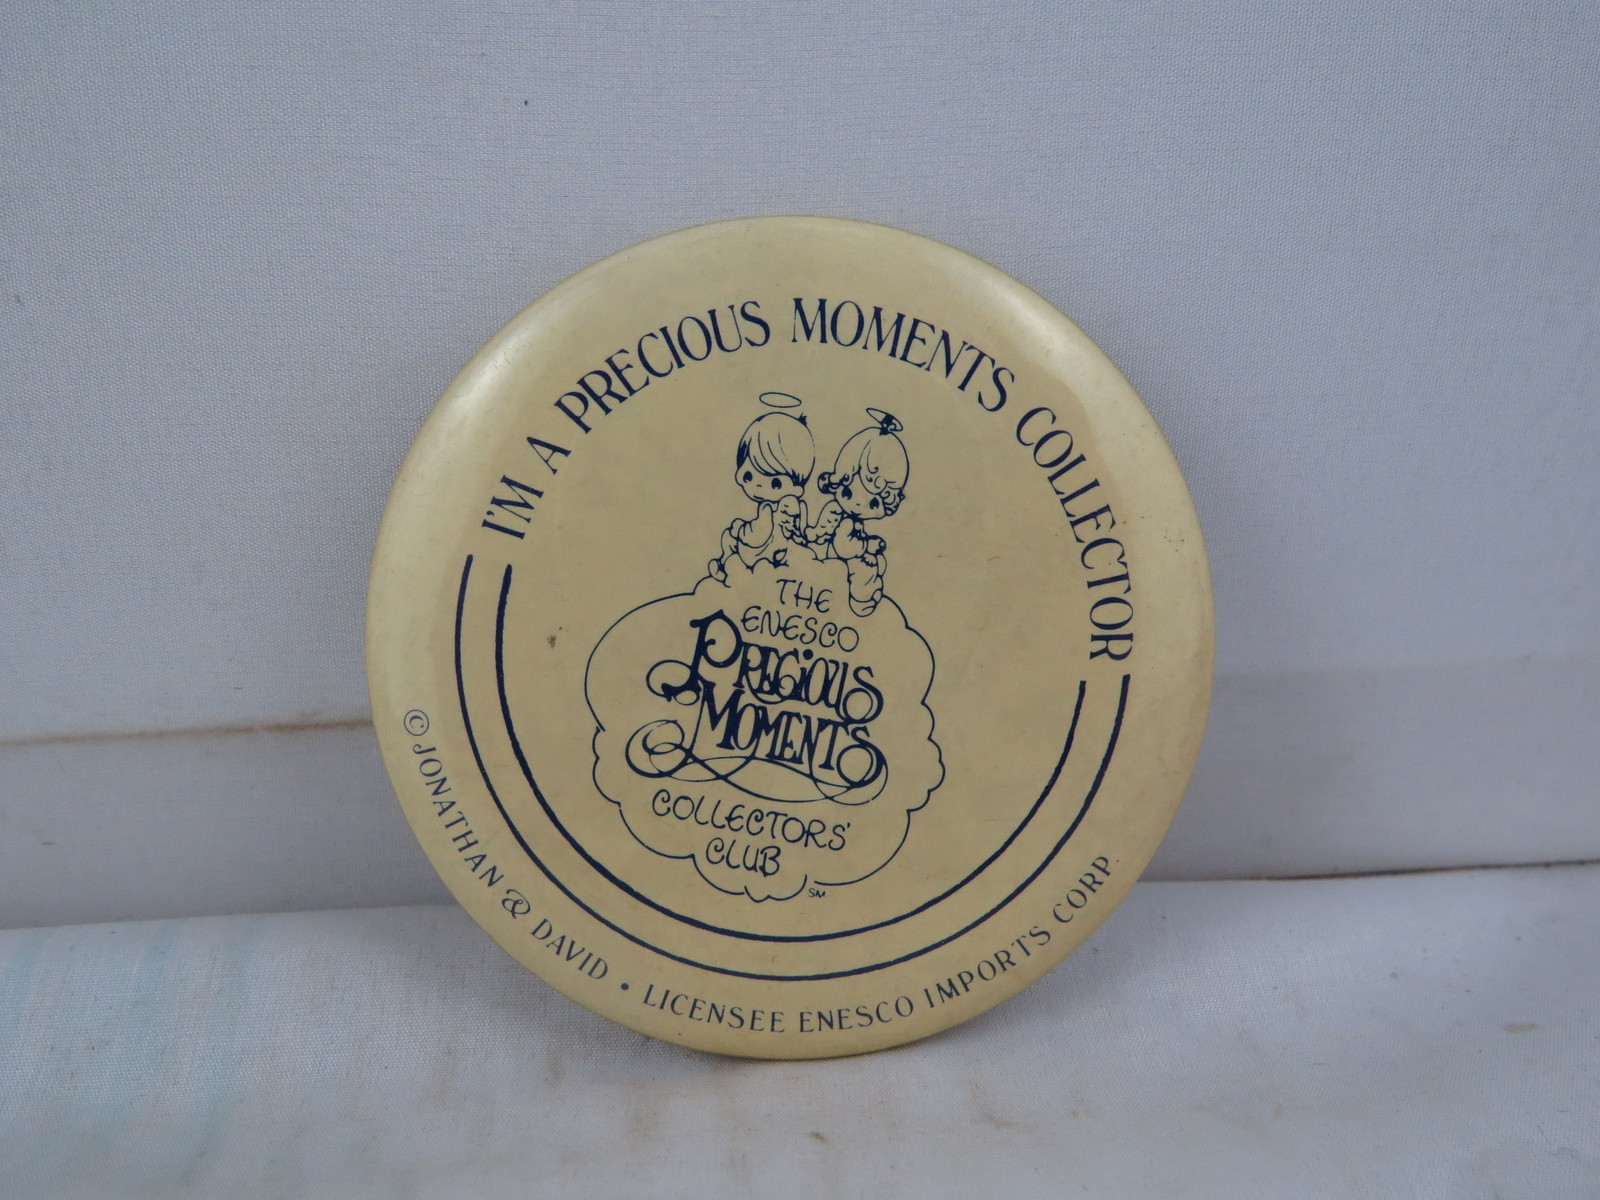 I'M A PRECIOUS MOMENTS COLLECTOR
THE
ENESCO
PRECIOUS
MOMENTS
COLLECTORS'
CLUB
SM
© JONATHAN & DAVID • LICENSEE ENESCO IMPORTS CORP.